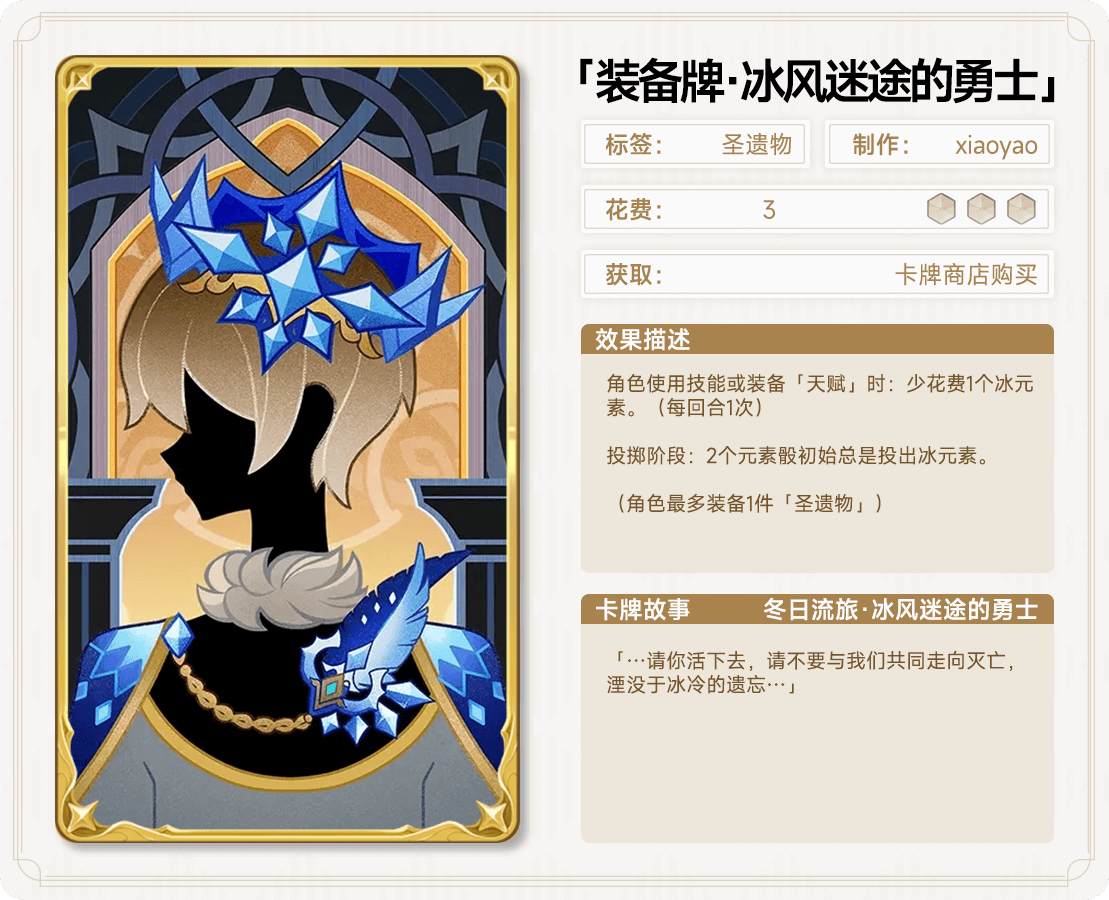 「装备牌·冰风迷途的勇士」
标签： 圣遗物 制作： xiaoyao
花费： 3
获取： 卡牌商店购买
效果描述
角色使用技能或装备「天赋」时：少花费1个冰元
素。（每回合1次）
投掷阶段：2个元素骰初始总是投出冰元素。
（角色最多装备1件「圣遗物」）
卡牌故事 冬日流旅·冰风迷途的勇士
「…请你活下去，请不要与我们共同走向灭亡，
湮没于冰冷的遗忘…」